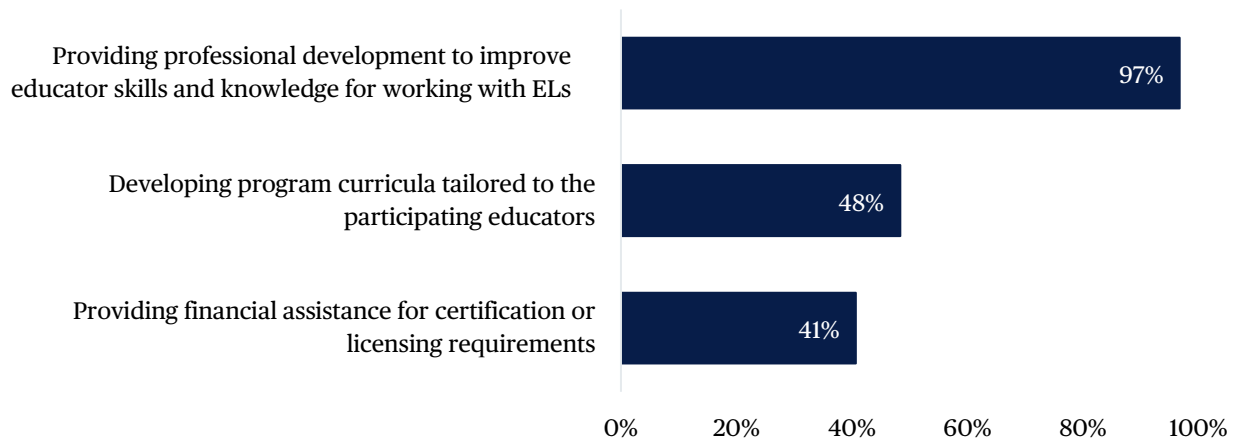 Providing professional development to improve
educator skills and knowledge for working with ELs
97%
Developing program curricula tailored to the
participating educators
48%
Providing financial assistance for certification or
licensing requirements
41%
0% 20% 40% 60% 80% 100%